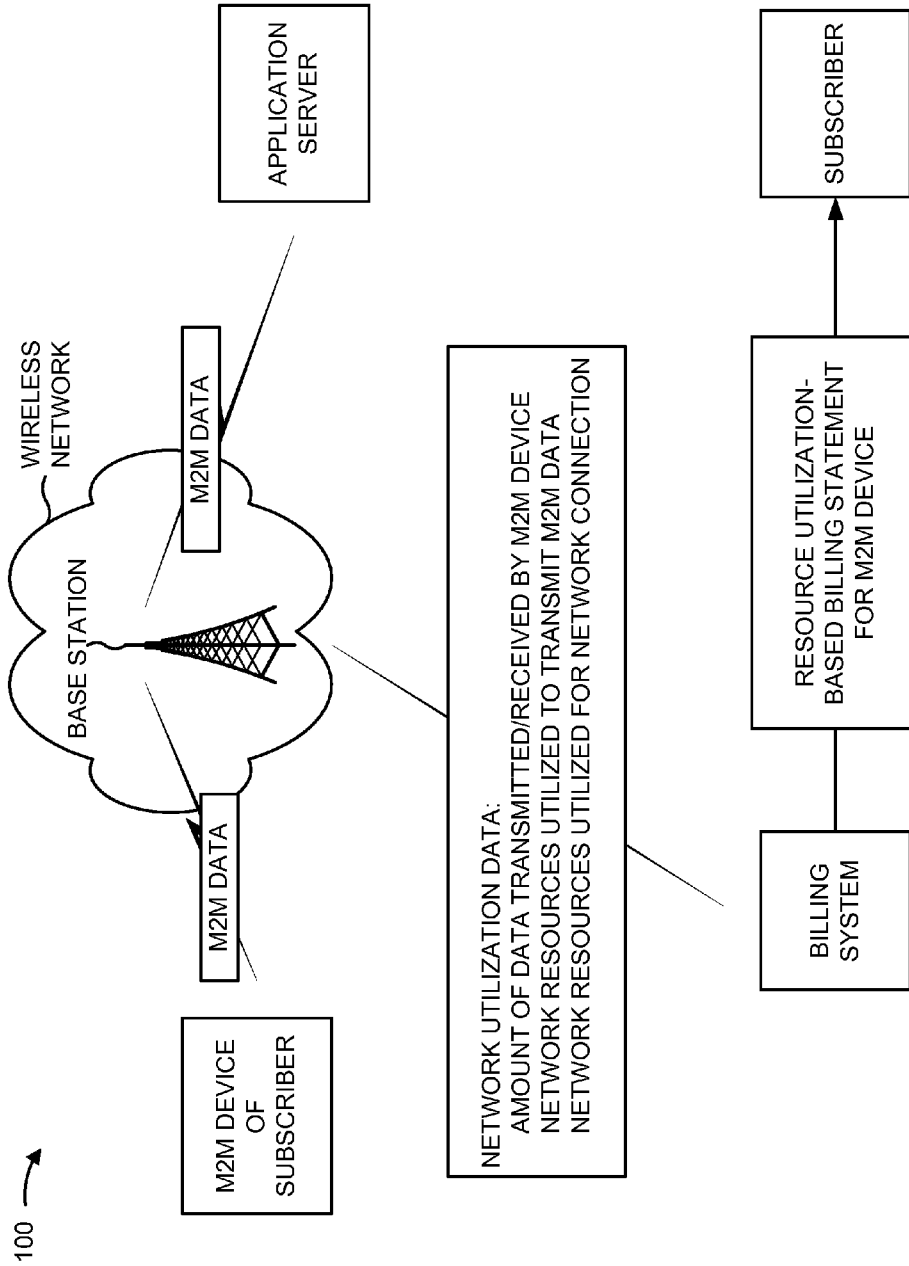 100
WIRELESS
NETWORK
BASE STATION
M2M DATA
M2M DATA
M2M DEVICE
OF
SUBSCRIBER
APPLICATION
SERVER
NETWORK UTILIZATION DATA:
AMOUNT OF DATA TRANSMITTED/RECEIVED BY M2M DEVICE
NETWORK RESOURCES UTILIZED TO TRANSMIT M2M DATA
NETWORK RESOURCES UTILIZED FOR NETWORK CONNECTION
BILLING
SYSTEM
RESOURCE UTILIZATION-
BASED BILLING STATEMENT
FOR M2M DEVICE
SUBSCRIBER